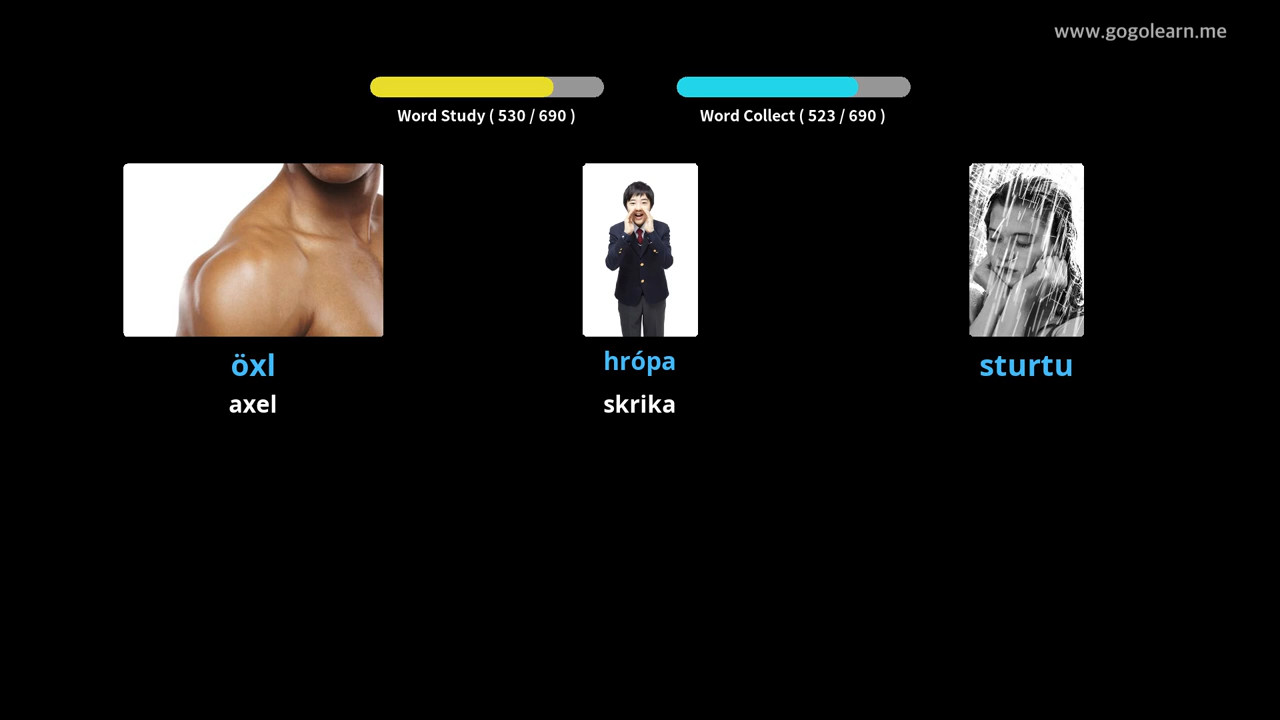 www.gogolearn.me
Word Study ( 530 / 690 )
Word Collect ( 523 / 690 )
öxl
axel
hrópa
skrika
sturtu